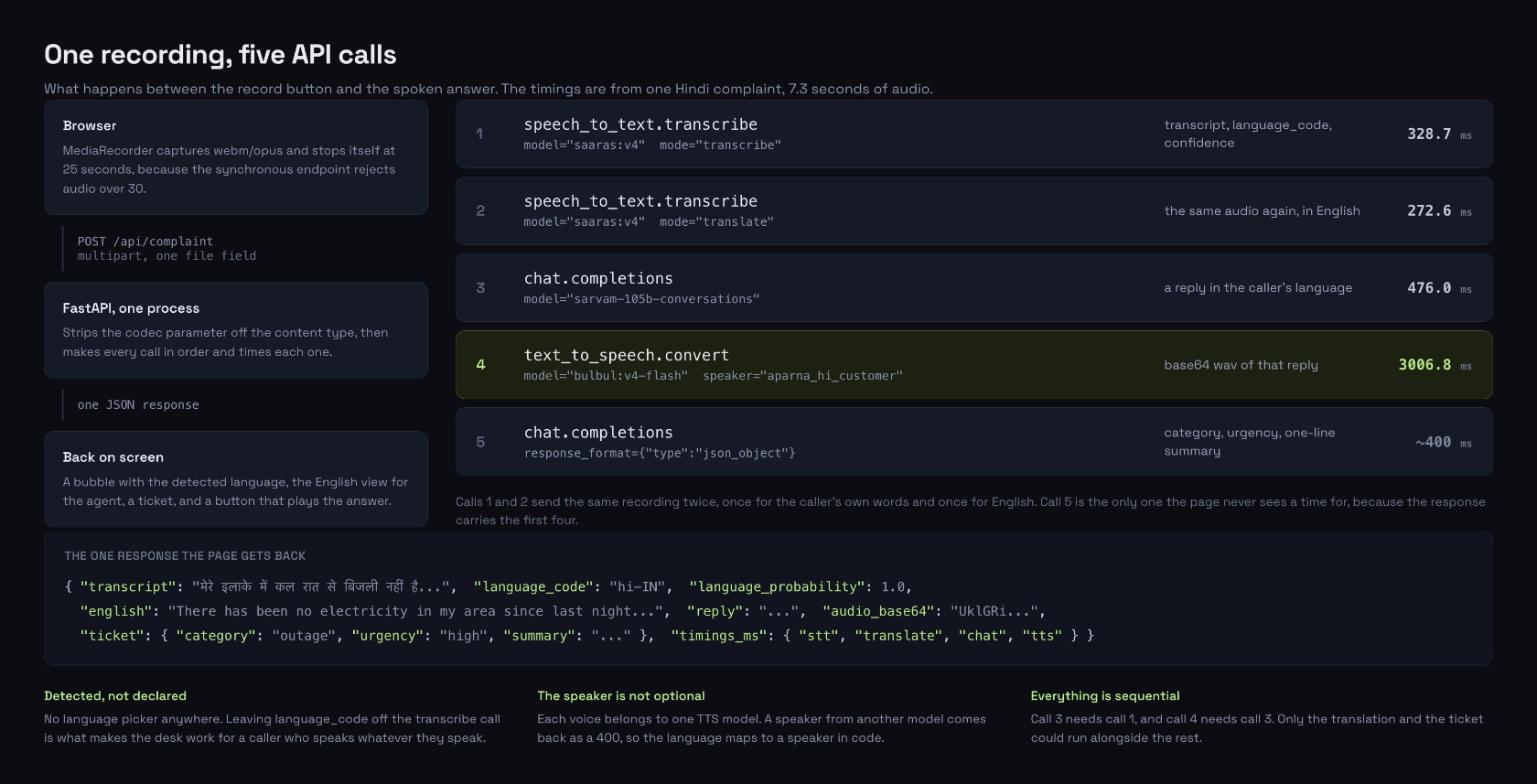 One recording, five API calls
What happens between the record button and the spoken answer. The timings are from one Hindi complaint, 7.3 seconds of audio.
Browser
MediaRecorder captures webm/opus and stops itself at
25 seconds, because the synchronous endpoint rejects
audio over 30.
POST /api/complaint
multipart, one file field
FastAPI, one process
Strips the codec parameter off the content type, then
makes every call in order and times each one.
one JSON response
Back on screen
A bubble with the detected language, the English view for
the agent, a ticket, and a button that plays the answer.
1
speech_to_text.transcribe
model="saaras:v4" mode="transcribe"
transcript, language_code,
confidence
328.7 ms
2
speech_to_text.transcribe
model="saaras:v4" mode="translate"
the same audio again, in English
272.6 ms
3
chat.completions
model="sarvam-105b-conversations"
a reply in the caller's language
476.0 ms
4
text_to_speech.convert
model="bulbul:v4-flash" speaker="aparna_hi_customer"
base64 wav of that reply
3006.8 ms
5
chat.completions
response_format={"type":"json_object"}
category, urgency, one-line
summary
~400 ms
Calls 1 and 2 send the same recording twice, once for the caller's own words and once for English. Call 5 is the only one the page never sees a time for, because the response
carries the first four.
THE ONE RESPONSE THE PAGE GETS BACK
{ "transcript": "मेरे इलाके में कल रात से बिजली नहीं है...", "language_code": "hi-IN", "language_probability": 1.0,
"english": "There has been no electricity in my area since last night...", "reply": "...", "audio_base64": "UklGRi...",
"ticket": { "category": "outage", "urgency": "high", "summary": "..." }, "timings_ms": { "stt", "translate", "chat", "tts" } }
Detected, not declared
No language picker anywhere. Leaving language_code off the transcribe call
is what makes the desk work for a caller who speaks whatever they speak.
The speaker is not optional
Each voice belongs to one TTS model. A speaker from another model comes
back as a 400, so the language maps to a speaker in code.
Everything is sequential
Call 3 needs call 1, and call 4 needs call 3. Only the translation and the ticket
could run alongside the rest.